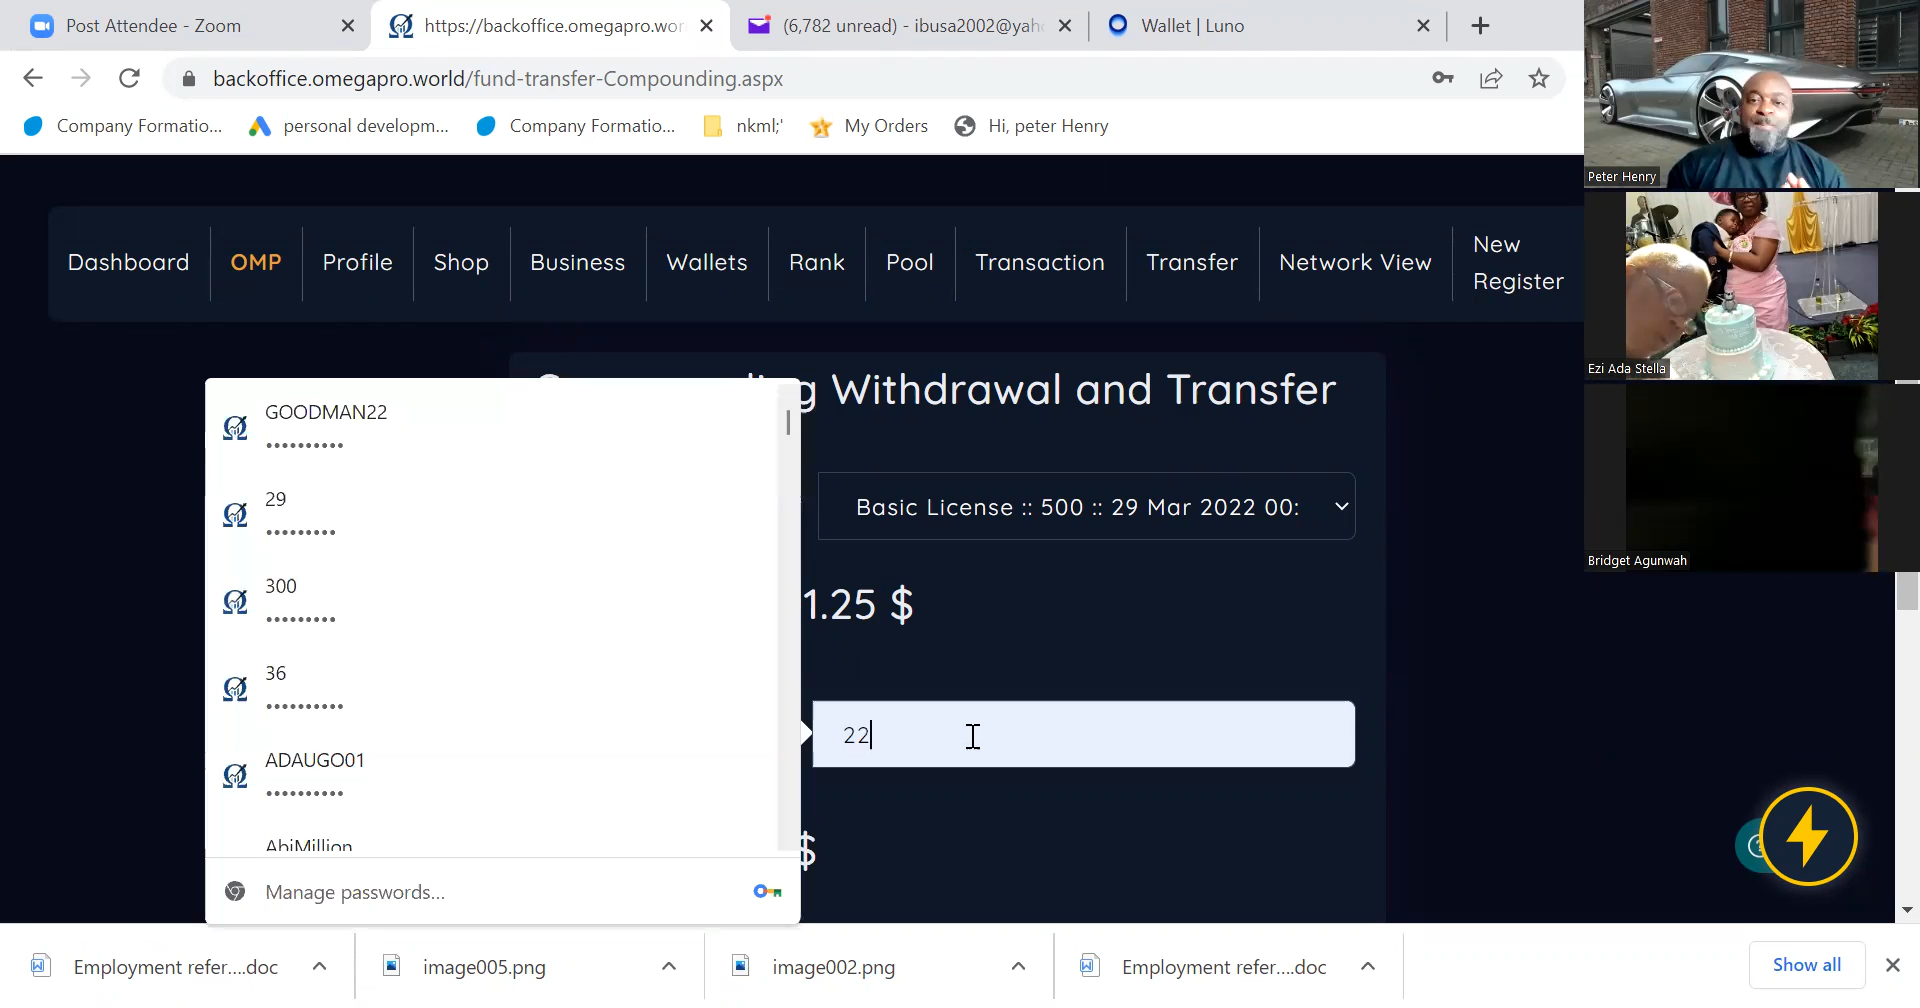 Post Attendee - Zoom
https://backoffice.omegapro.wor
(6,782 unread) - ibusa2002@yah
Wallet | Luno
backoffice.omegapro.world/fund-transfer-Compounding.aspx
Company Formatio...
personal developm...
Company Formatio...
nkml;'
My Orders
Hi, peter Henry
Peter Henry
Dashboard
OMP
Profile
Shop
Business
Wallets
Rank
Pool
Transaction
Transfer
Network View
New
Register
Ezi Ada Stella
g Withdrawal and Transfer
GOODMAN22
••••••••••
29
•••••••••
300
•••••••••
36
••••••••••
ADAUGO01
••••••••••
AbiMillion
Manage passwords...
Basic License :: 500 :: 29 Mar 2022 00:
Bridget Agunwah
1.25 $
22
$
Employment refer....doc
image005.png
image002.png
Employment refer....doc
Show all